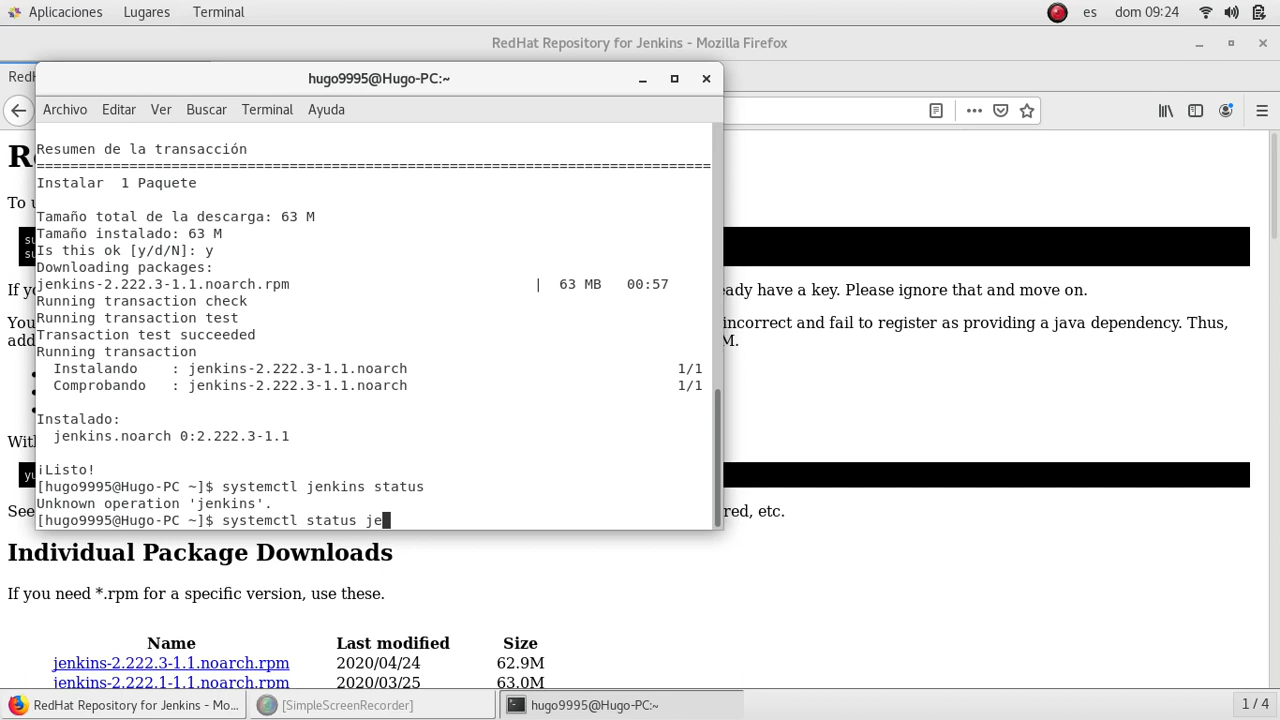 Aplicaciones Lugares Terminal es dom 09:24
RedHat Repository for Jenkins - Mozilla Firefox
hugo9995@Hugo-PC:~
Archivo Editar Ver Buscar Terminal Ayuda
Resumen de la transacción
================================================================================
Instalar  1 Paquete
Tamaño total de la descarga: 63 M
Tamaño instalado: 63 M
Is this ok [y/d/N]: y
Downloading packages:
jenkins-2.222.3-1.1.noarch.rpm | 63 MB 00:57
Running transaction check
Running transaction test
Transaction test succeeded
Running transaction
Instalando : jenkins-2.222.3-1.1.noarch 1/1
Comprobando : jenkins-2.222.3-1.1.noarch 1/1
Instalado:
jenkins.noarch 0:2.222.3-1.1
¡Listo!
[hugo9995@Hugo-PC ~]$ systemctl jenkins status
Unknown operation 'jenkins'.
[hugo9995@Hugo-PC ~]$ systemctl status je
have a key. Please ignore that and move on.
incorrect and fail to register as providing a java dependency. Thus,
etc.
Individual Package Downloads
If you need *.rpm for a specific version, use these.
Name Last modified Size
jenkins-2.222.3-1.1.noarch.rpm 2020/04/24 62.9M
jenkins-2.222.1-1.1.noarch.rpm 2020/03/25 63.0M
RedHat Repository for Jenkins - Mo... [SimpleScreenRecorder] hugo9995@Hugo-PC:~ 1 / 4